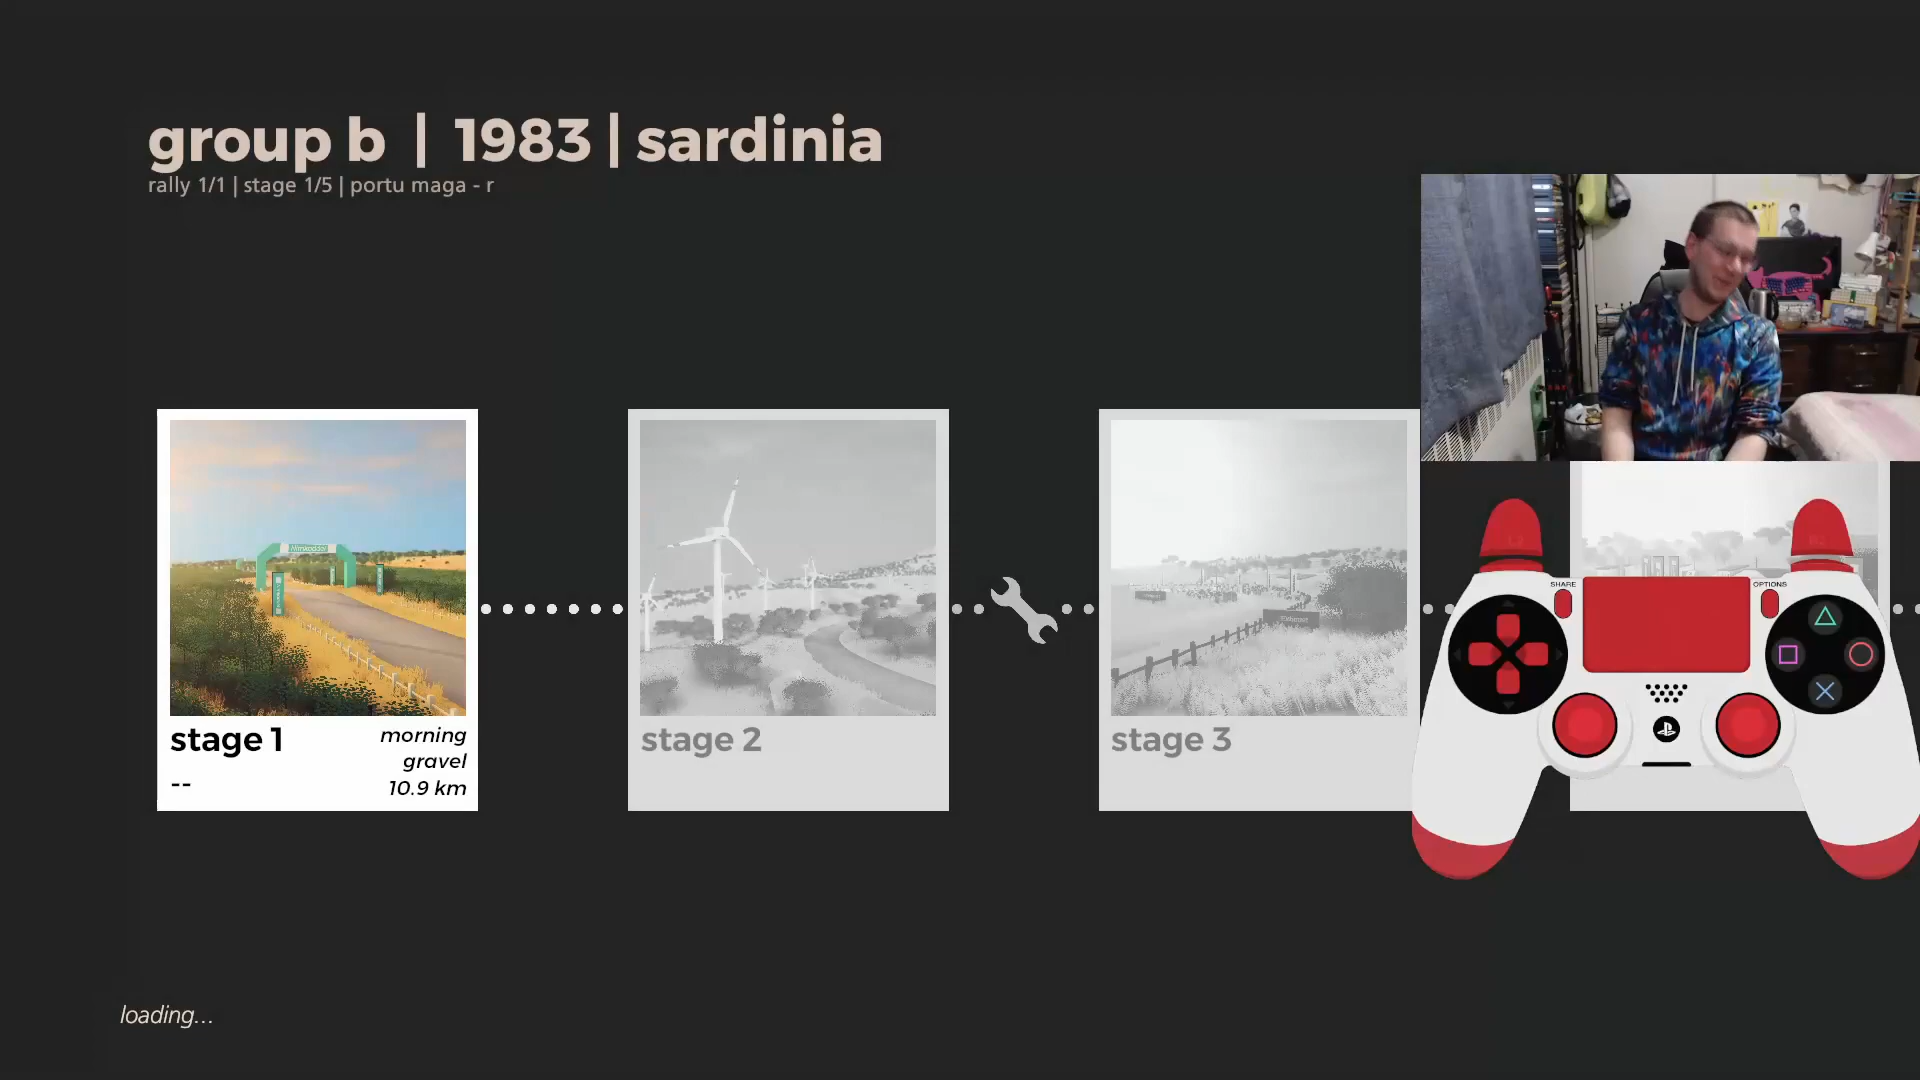 group b | 1983 | sardinia
rally 1/1 | stage 1/5 | portu maga - r
stage 1
--
morning
gravel
10.9 km
stage 2
stage 3
SHARE
OPTIONS
loading...